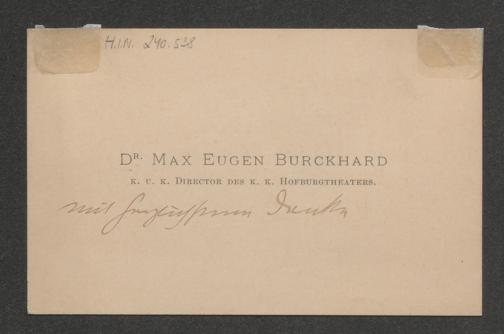 H.I.N. 240.538
DR. MAX EUGEN BURCKHARD
K. U. K. DIRECTOR DES K. K. HOFBURGTHEATERS.
mit herzlichstem Danke